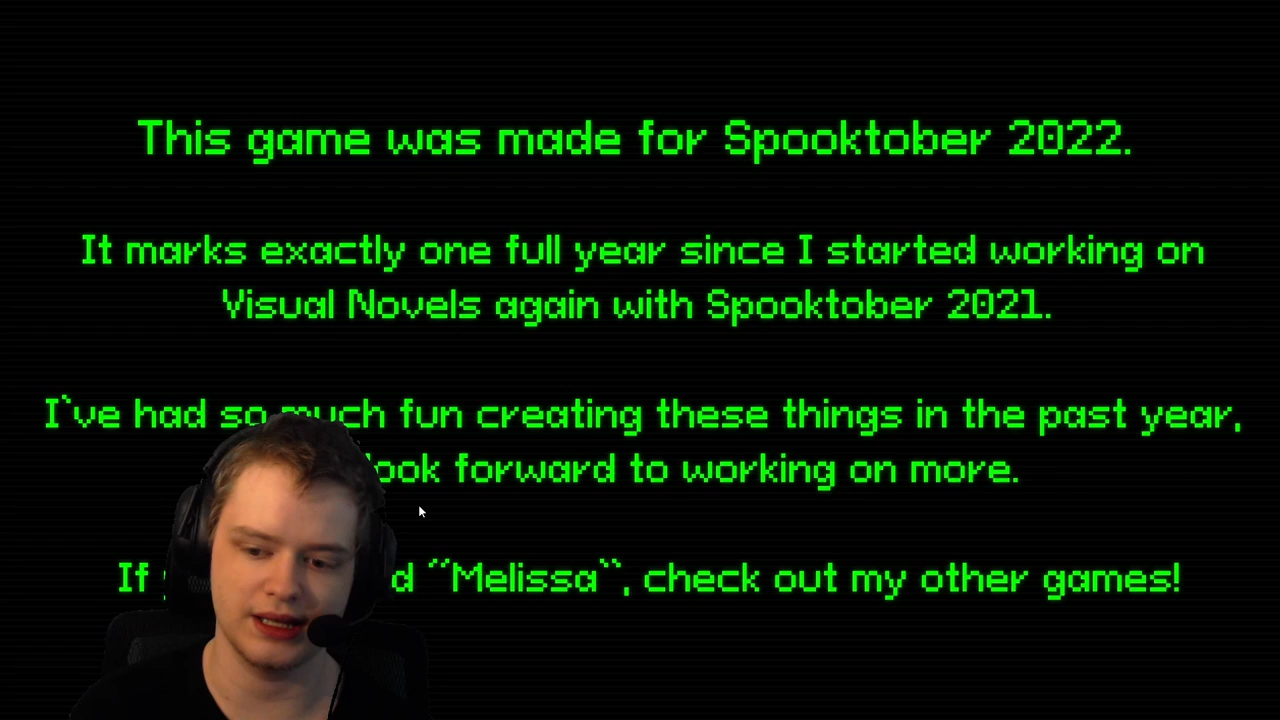 This game was made for Spooktober 2022.
It marks exactly one full year since I started working on
Visual Novels again with Spooktober 2021.
I`ve had so much fun creating these things in the past year,
look forward to working on more.
If ``Melissa``, check out my other games!